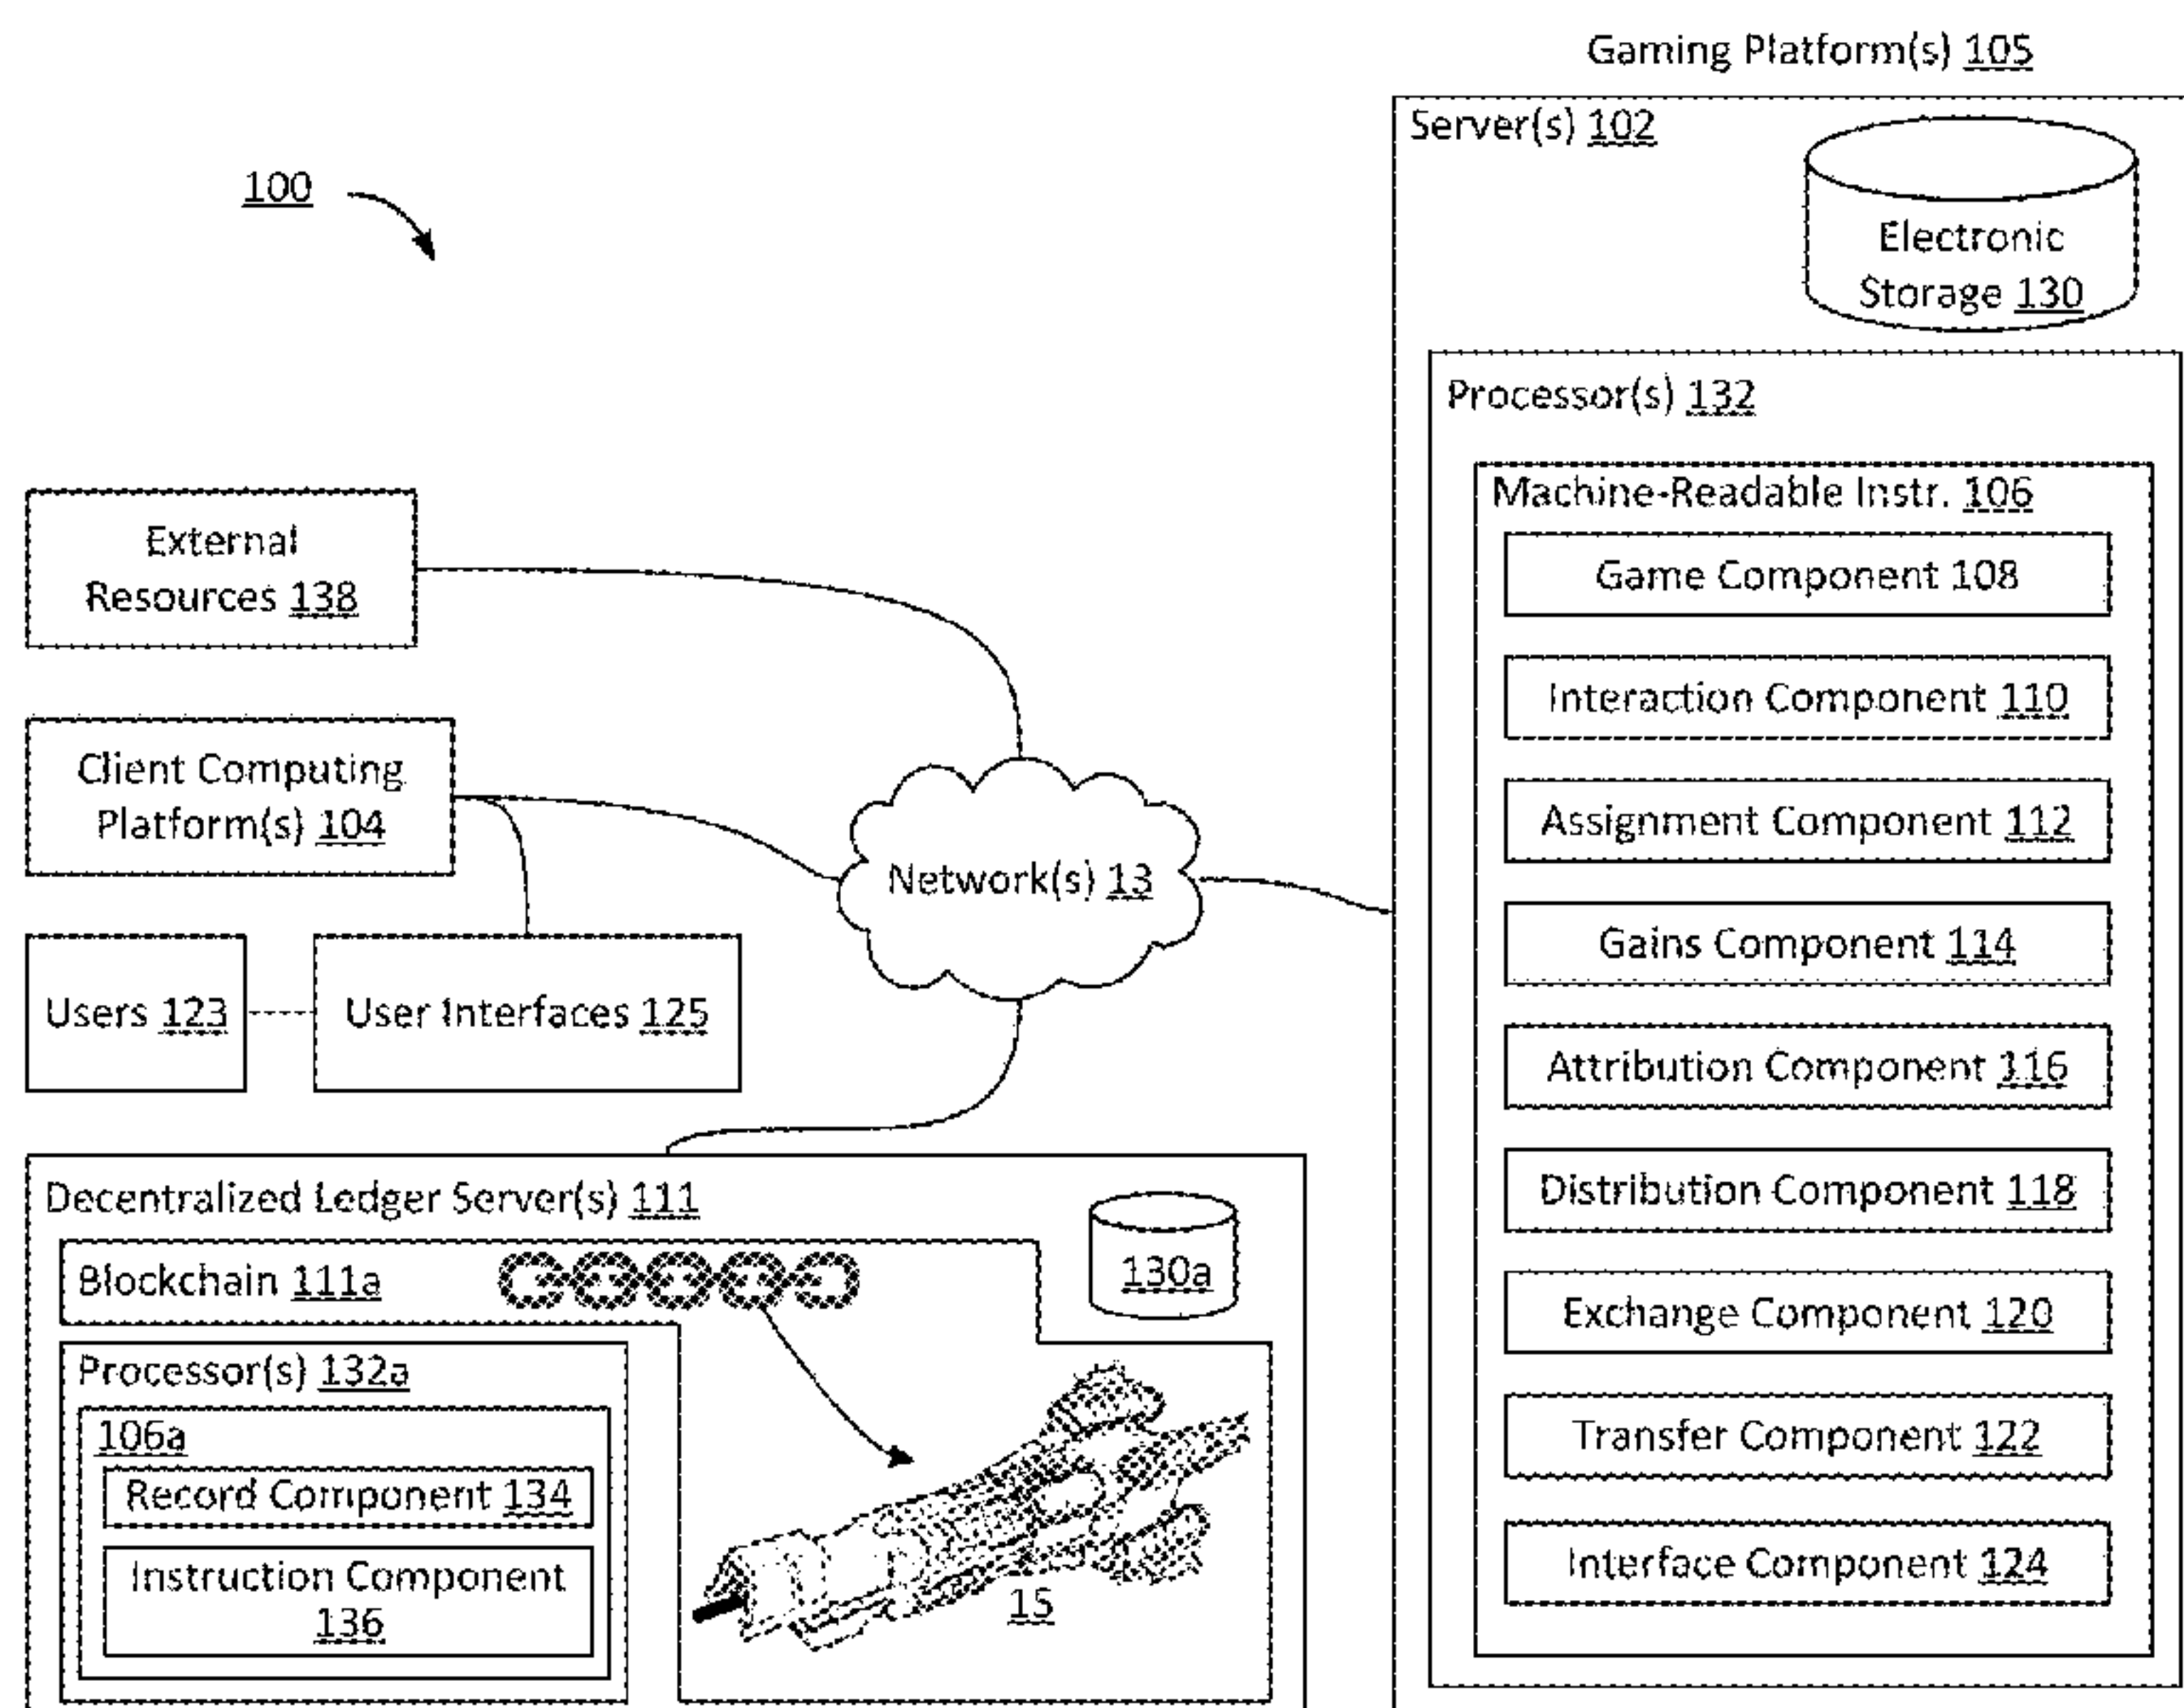 Gaming Platform(s) 105
Server(s) 102
Electronic
Storage 130
100
Processor(s) 132
Machine-Readable Instr. 106
Game Component 108
Interaction Component 110
Assignment Component 112
Gains Component 114
Attribution Component 116
Distribution Component 118
Exchange Component 120
Transfer Component 122
Interface Component 124
External
Resources 138
Client Computing
Platform(s) 104
Network(s) 13
Users 123
User Interfaces 125
Decentralized Ledger Server(s) 111
130a
Blockchain 111a
Processor(s) 132a
106a
Record Component 134
Instruction Component
136
15